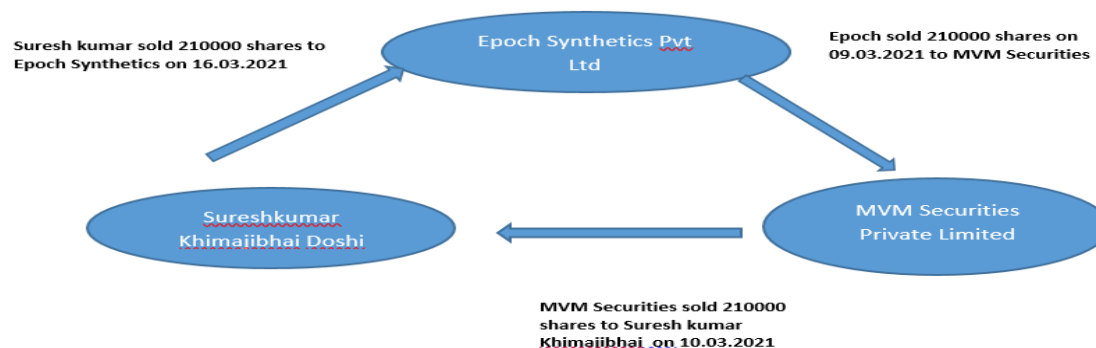 Suresh kumar sold 210000 shares to
Epoch Synthetics on 16.03.2021
Epoch Synthetics Pvt
Ltd
Epoch sold 210000 shares on
09.03.2021 to MVM Securities
Sureshkumar
Khimajibhai Doshi
MVM Securities
Private Limited
MVM Securities sold 210000
shares to Suresh kumar
Khimajibhai on 10.03.2021